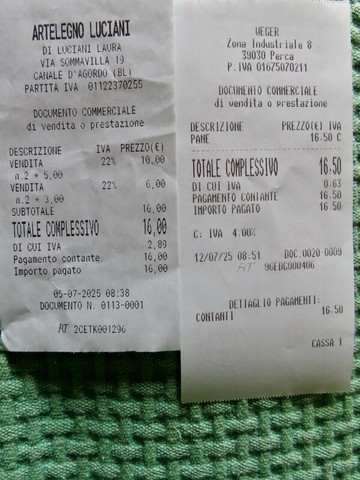 ARTELEGNO LUCIANI
DI LUCIANI LAURA
VIA SOMMAVILLA 19
CANALE D'AGORDO (BL)
PARTITA IVA 01122370255
DOCUMENTO COMMERCIALE
di vendita o prestazione
DESCRIZIONE IVA PREZZO(€)
VENDITA 22% 10,00
n.2 * 5,00
VENDITA 22% 6,00
n.2 * 3,00
SUBTOTALE 16,00
TOTALE COMPLESSIVO 16,00
DI CUI IVA 2,89
Pagamento contante 16,00
Importo pagato 16,00
05-07-2025 08:38
DOCUMENTO N. 0113-0001
RT 2CETK001296
WEGER
Zona Industriale 8
39030 Perca
P.IVA 01675070211
DOCUMENTO COMMERCIALE
di vendita o prestazione
DESCRIZIONE PREZZO(€) IVA
PANE 16.50 C
TOTALE COMPLESSIVO 16.50
DI CUI IVA 0.63
PAGAMENTO CONTANTE 16.50
IMPORTO PAGATO 16.50
C: IVA 4.00%
12/07/25 08:51 DOC.0020-0009
RT 96EDG000406
DETTAGLIO PAGAMENTI:
CONTANTI 16.50
CASSA 1